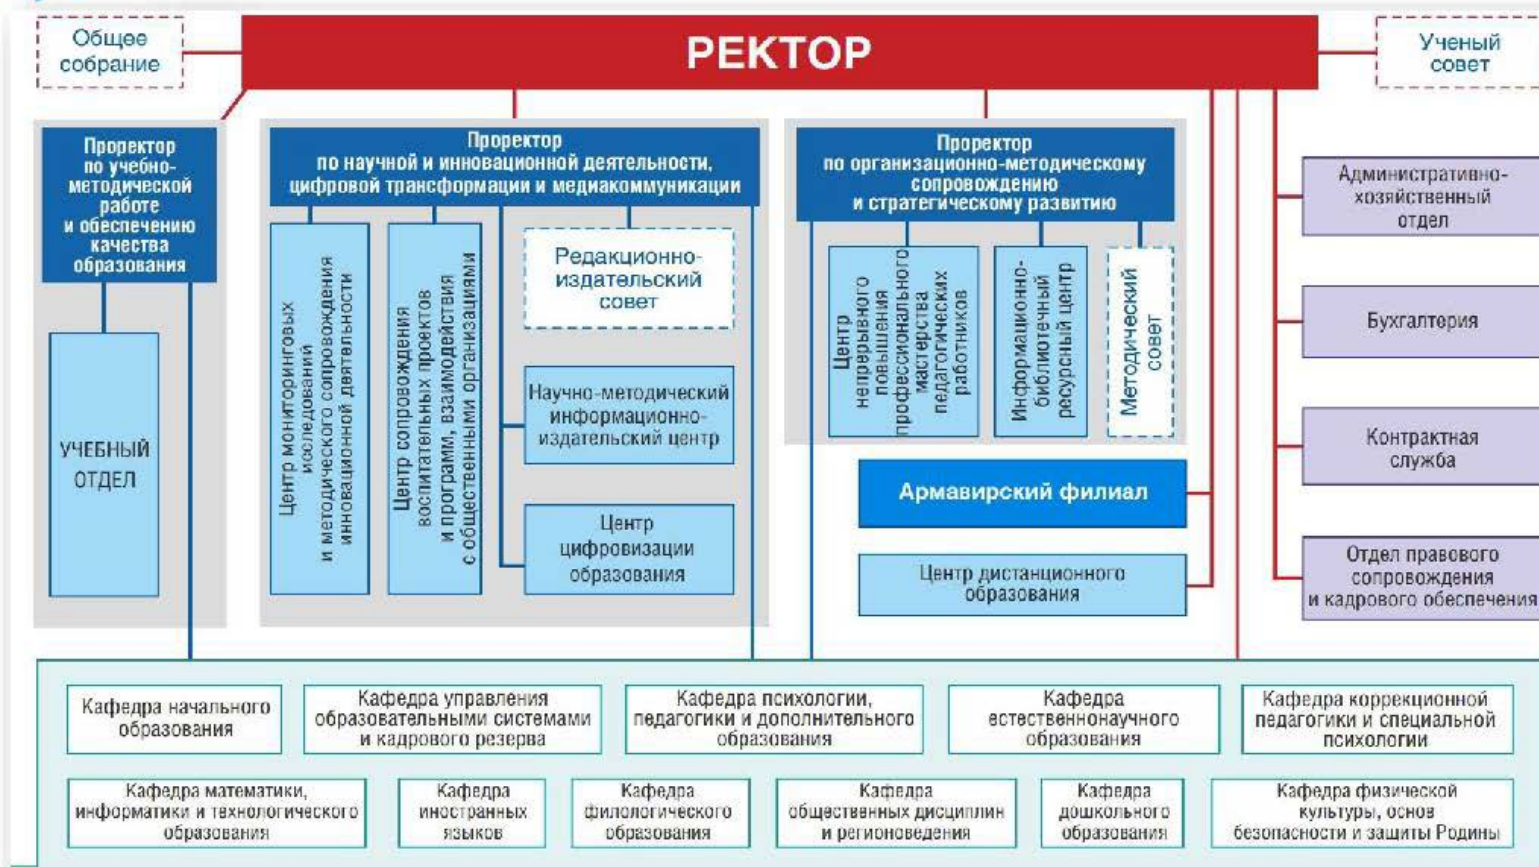 Общее
собрание
РЕКТОР
Ученый
совет
Проректор
по учебно-
методической
работе
и обеспечению
качества
образования
УЧЕБНЫЙ
ОТДЕЛ
Проректор
по научной и инновационной деятельности,
цифровой трансформации и медиакоммуникации
Центр мониторинговых
исследований
и методического сопровождения
инновационной деятельности
Центр сопровождения
воспитательных проектов
и программ, взаимодействия
с общественными организациями
Редакционно-
издательский
совет
Научно-методический
информационно-
издательский центр
Центр
цифровизации
образования
Проректор
по организационно-методическому
сопровождению
и стратегическому развитию
Центр
непрерывного
повышения
профессионального
мастерства
педагогических
работников
Информационно-
библиотечный
ресурсный центр
Методический
совет
Армавирский филиал
Центр дистанционного
образования
Административно-
хозяйственный
отдел
Бухгалтерия
Контрактная
служба
Отдел правового
сопровождения
и кадрового обеспечения
Кафедра начального
образования
Кафедра управления
образовательными системами
и кадрового резерва
Кафедра психологии,
педагогики и дополнительного
образования
Кафедра
естественнонаучного
образования
Кафедра коррекционной
педагогики и специальной
психологии
Кафедра математики,
информатики и технологического
образования
Кафедра
иностранных
языков
Кафедра
филологического
образования
Кафедра
общественных дисциплин
и регионоведения
Кафедра
дошкольного
образования
Кафедра физической
культуры, основ
безопасности и защиты Родины